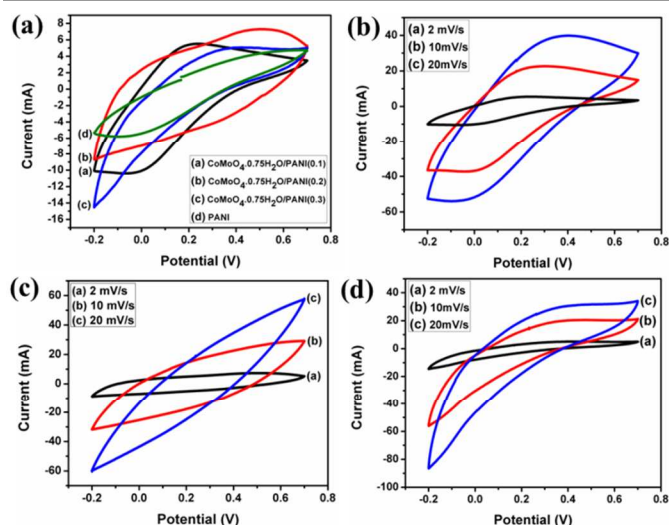 (a)
8
6
4
2
0
-2
-4
-6
-8
-10
-12
-14
-16
Current (mA)
(d)
(b)
(a)
(c)
(a) CoMoO4.0.75H2O/PANI(0.1)
(b) CoMoO4.0.75H2O/PANI(0.2)
(c) CoMoO4.0.75H2O/PANI(0.3)
(d) PANI
-0.2 0.0 0.2 0.4 0.6 0.8
Potential (V)
(b)
(a) 2 mV/s
(b) 10mV/s
(c) 20mV/s
40
20
0
-20
-40
-60
Current (mA)
-0.2 0.0 0.2 0.4 0.6 0.8
Potential (V)
(c)
(a) 2 mV/s
(b) 10 mV/s
(c) 20 mV/s
60
40
20
0
-20
-40
-60
Current (mA)
(c)
(b)
(a)
-0.2 0.0 0.2 0.4 0.6 0.8
Potential (V)
(d)
(a) 2 mV/s
(b) 10mV/s
(c) 20mV/s
40
20
0
-20
-40
-60
-80
-100
Current (mA)
(c)
(b)
(a)
-0.2 0.0 0.2 0.4 0.6 0.8
Potential (V)